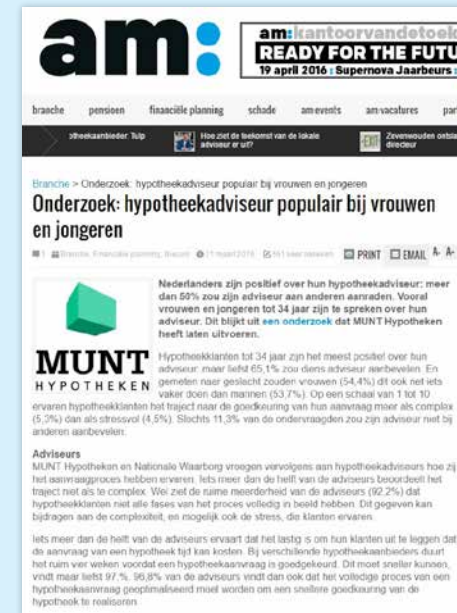 am:
am:kantoorvandetoek
READY FOR THE FUTU
19 april 2016 : Supernova Jaarbeurs :
branche pensioen financiële planning schade am:events am:vacatures par
otheekaanbieder: Tulp
Hoe ziet de toekomst van de lokale
adviseur er uit?
Zevenwouden ontsla
directeur
Branche > Onderzoek: hypotheekadviseur populair bij vrouwen en jongeren
Onderzoek: hypotheekadviseur populair bij vrouwen
en jongeren
1 Branche, Financiële planning, 11 maart 2016 PRINT EMAIL A- A+
Nederlanders zijn positief over hun hypotheekadviseur; meer
dan 50% zou zijn adviseur aan anderen aanraden. Vooral
vrouwen en jongeren tot 34 jaar zijn te spreken over hun
adviseur. Dit blijkt uit een onderzoek dat MUNT Hypotheken
heeft laten uitvoeren.
MUNT
HYPOTHEKEN
Hypotheekklanten tot 34 jaar zijn het meest positief over hun
adviseur: maar liefst 65,1% zou diens adviseur aanbevelen. En
gemeten naar geslacht zouden vrouwen (54,4%) dit ook net iets
vaker doen dan mannen (53,7%). Op een schaal van 1 tot 10
ervaren hypotheekklanten het traject naar de goedkeuring van hun aanvraag meer als complex
(5,3%) dan als stressvol (4,5%). Slechts 11,3% van de ondervraagden zou zijn adviseur niet bij
anderen aanbevelen.
Adviseurs
MUNT Hypotheken en Nationale Waarborg vroegen vervolgens aan hypotheekadviseurs hoe zij
het aanvraagproces hebben ervaren. Iets meer dan de helft van de adviseurs beoordeelt het
traject niet als te complex. Wel ziet de ruime meerderheid van de adviseurs (92,2%) dat
hypotheekklanten niet alle fases van het proces volledig in beeld hebben. Dit gegeven kan
bijdragen aan de complexiteit, en mogelijk ook de stress, die klanten ervaren.
Iets meer dan de helft van de adviseurs ervaart dat het lastig is om hun klanten uit te leggen dat
de aanvraag van een hypotheek tijd kan kosten. Bij verschillende hypotheekaanbieders duurt
het ruim vier weken voordat een hypotheekaanvraag is goedgekeurd. Dit moet sneller kunnen,
vindt maar liefst 97,%. 96,8% van de adviseurs vindt dan ook dat het volledige proces van een
hypotheekaanvraag geoptimaliseerd moet worden om een snellere goedkeuring van de
hypotheek te realiseren